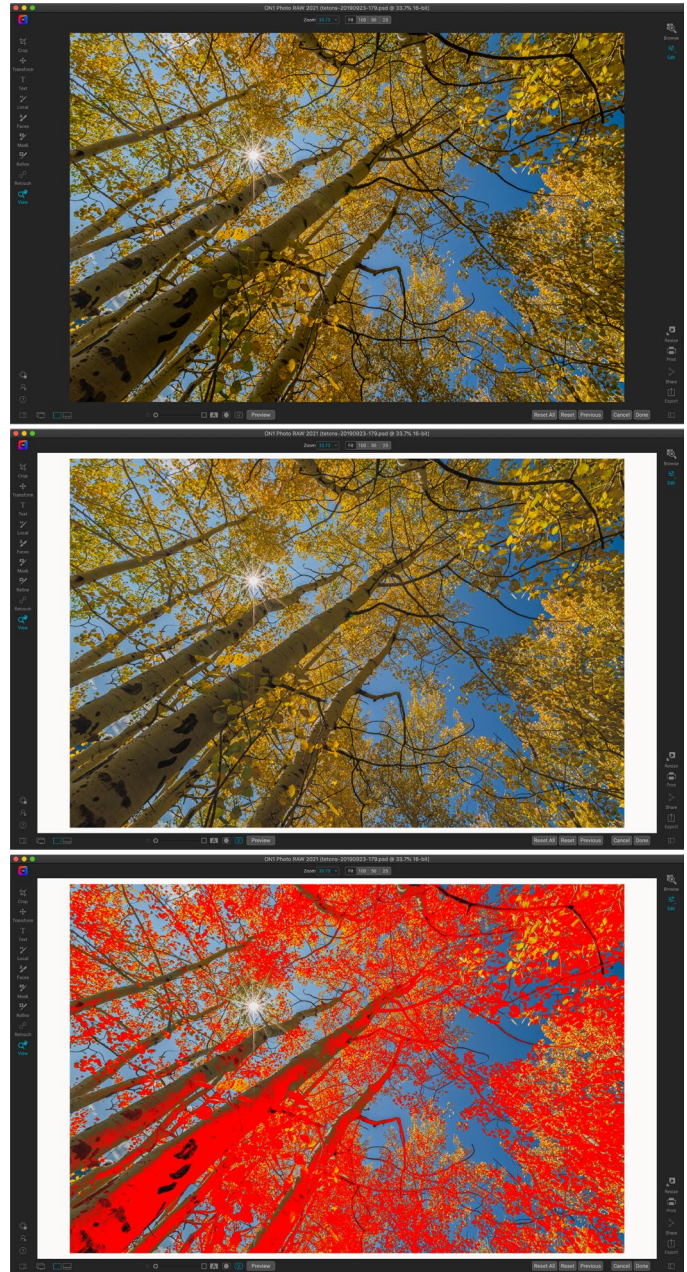 ON1 Photo RAW 2021 (tetons-20190923-179.psd @ 33.7% 16-bit)
Zoom 33.73 Fit 100 50 25
Crop
Transform
Text
Local
Faces
Mask
Refine
Retouch
View
Browse
Edit
Resize
Print
Share
Export
Preview
Reset All Reset Previous Cancel Done
ON1 Photo RAW 2021 (tetons-20190923-179.psd @ 33.7% 16-bit)
Zoom 33.73 Fit 100 50 25
Crop
Transform
Text
Local
Faces
Mask
Refine
Retouch
View
Browse
Edit
Resize
Print
Share
Export
Preview
Reset All Reset Previous Cancel Done
ON1 Photo RAW 2021 (tetons-20190923-179.psd @ 33.7% 16-bit)
Zoom 33.73 Fit 100 50 25
Crop
Transform
Text
Local
Faces
Mask
Refine
Retouch
View
Browse
Edit
Resize
Print
Share
Export
Preview
Reset All Reset Previous Cancel Done